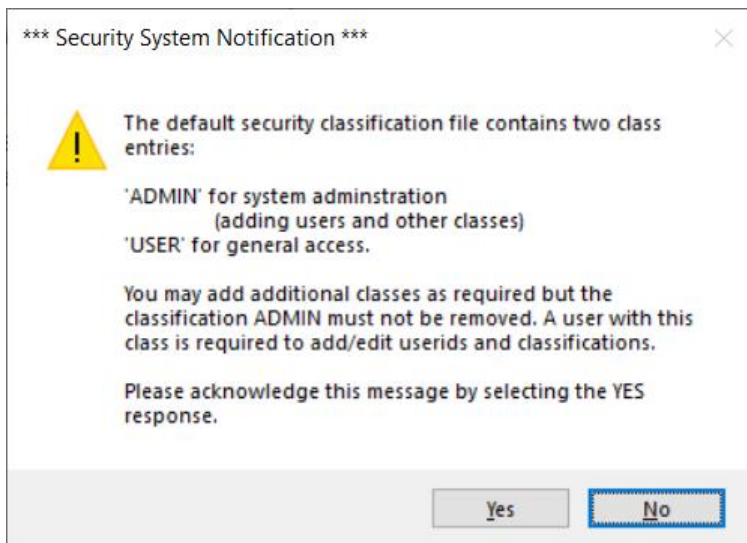 *** Security System Notification ***
The default security classification file contains two class
entries:
'ADMIN' for system adminstration
(adding users and other classes)
'USER' for general access.
You may add additional classes as required but the
classification ADMIN must not be removed. A user with this
class is required to add/edit userids and classifications.
Please acknowledge this message by selecting the YES
response.
Yes
No